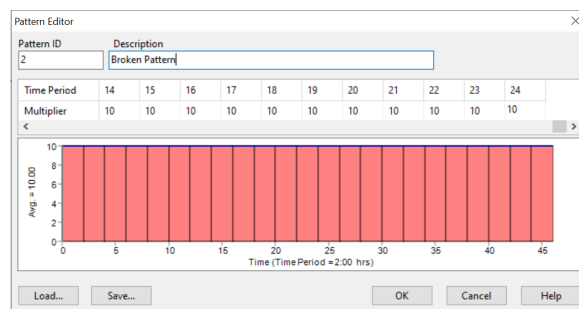 Pattern Editor
Pattern ID Description
2 Broken Pattern
Time Period 14 15 16 17 18 19 20 21 22 23 24
Multiplier 10 10 10 10 10 10 10 10 10 10 10
Avg. = 10.00
10
8
6
4
2
0
0 5 10 15 20 25 30 35 40 45
Time (Time Period = 2:00 hrs)
Load... Save... OK Cancel Help